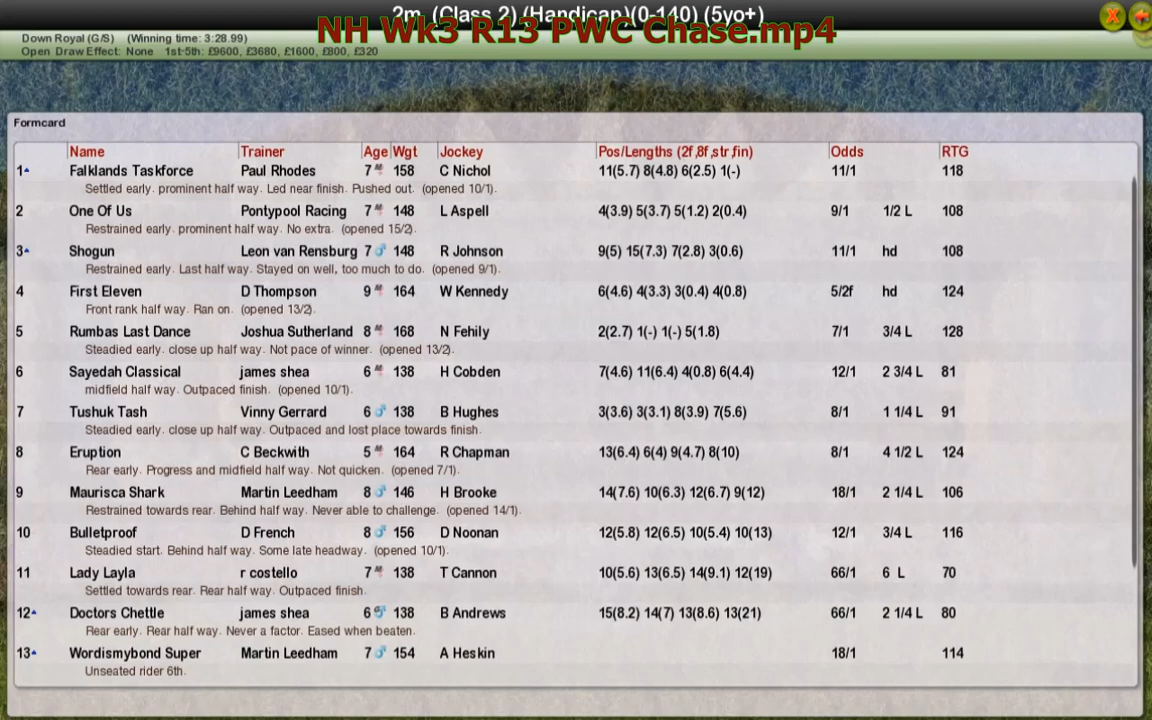 2m. (Class 2) (Handicap)(0-140) (5yo+)
NH Wk3 R13 PWC Chase.mp4
Down Royal (G/S) (Winning time: 3:28.99)
Open Draw Effect: None 1st-5th: £9600, £3680, £1600, £800, £320
Formcard
Name Trainer Age Wgt Jockey Pos/Lengths (2f,8f,str,fin) Odds RTG
1 Falklands Taskforce Paul Rhodes 7 158 C Nichol 11(5.7) 8(4.8) 6(2.5) 1(-) 11/1 118
Settled early. prominent half way. Led near finish. Pushed out. (opened 10/1).
2 One Of Us Pontypool Racing 7 148 L Aspell 4(3.9) 5(3.7) 5(1.2) 2(0.4) 9/1 1/2 L 108
Restrained early. prominent half way. No extra. (opened 15/2).
3 Shogun Leon van Rensburg 7 ♂ 148 R Johnson 9(5) 15(7.3) 7(2.8) 3(0.6) 11/1 hd 108
Restrained early. Last half way. Stayed on well, too much to do. (opened 9/1).
4 First Eleven D Thompson 9 164 W Kennedy 6(4.6) 4(3.3) 3(0.4) 4(0.8) 5/2f hd 124
Front rank half way. Ran on. (opened 13/2).
5 Rumbas Last Dance Joshua Sutherland 8 168 N Fehily 2(2.7) 1(-) 1(-) 5(1.8) 7/1 3/4 L 128
Steadied early. close up half way. Not pace of winner. (opened 13/2).
6 Sayedah Classical james shea 6 138 H Cobden 7(4.6) 11(6.4) 4(0.8) 6(4.4) 12/1 2 3/4 L 81
midfield half way. Outpaced finish. (opened 10/1).
7 Tushuk Tash Vinny Gerrard 6 ♂ 138 B Hughes 3(3.6) 3(3.1) 8(3.9) 7(5.6) 8/1 1 1/4 L 91
Steadied early. close up half way. Outpaced and lost place towards finish.
8 Eruption C Beckwith 5 164 R Chapman 13(6.4) 6(4) 9(4.7) 8(10) 8/1 4 1/2 L 124
Rear early. Progress and midfield half way. Not quicken. (opened 7/1).
9 Maurisca Shark Martin Leedham 8 ♂ 146 H Brooke 14(7.6) 10(6.3) 12(6.7) 9(12) 18/1 2 1/4 L 106
Restrained towards rear. Behind half way. Never able to challenge. (opened 14/1).
10 Bulletproof D French 8 ♂ 156 D Noonan 12(5.8) 12(6.5) 10(5.4) 10(13) 12/1 3/4 L 116
Steadied start. Behind half way. Some late headway. (opened 10/1).
11 Lady Layla r costello 7 138 T Cannon 10(5.6) 13(6.5) 14(9.1) 12(19) 66/1 6 L 70
Settled towards rear. Rear half way. Outpaced finish.
12 Doctors Chettle james shea 6 138 B Andrews 15(8.2) 14(7) 13(8.6) 13(21) 66/1 2 1/4 L 80
Rear early. Rear half way. Never a factor. Eased when beaten.
13 Wordismybond Super Martin Leedham 7 ♂ 154 A Heskin 18/1 114
Unseated rider 6th.